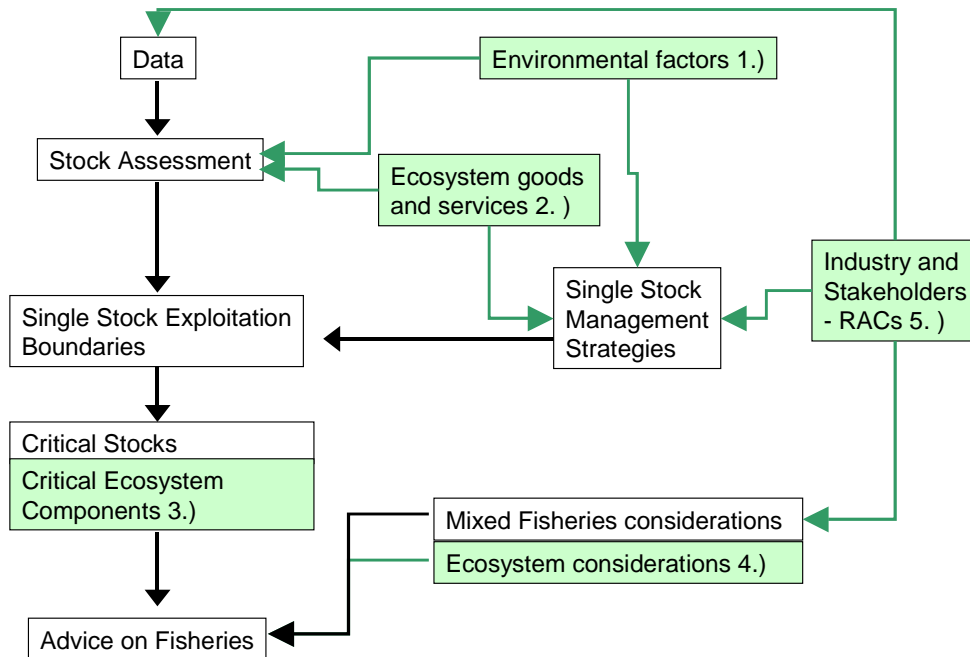 Data
Environmental factors 1.)
Stock Assessment
Ecosystem goods
and services 2. )
Industry and
Stakeholders
- RACs 5. )
Single Stock
Management
Strategies
Single Stock Exploitation
Boundaries
Critical Stocks
Critical Ecosystem
Components 3.)
Mixed Fisheries considerations
Ecosystem considerations 4.)
Advice on Fisheries